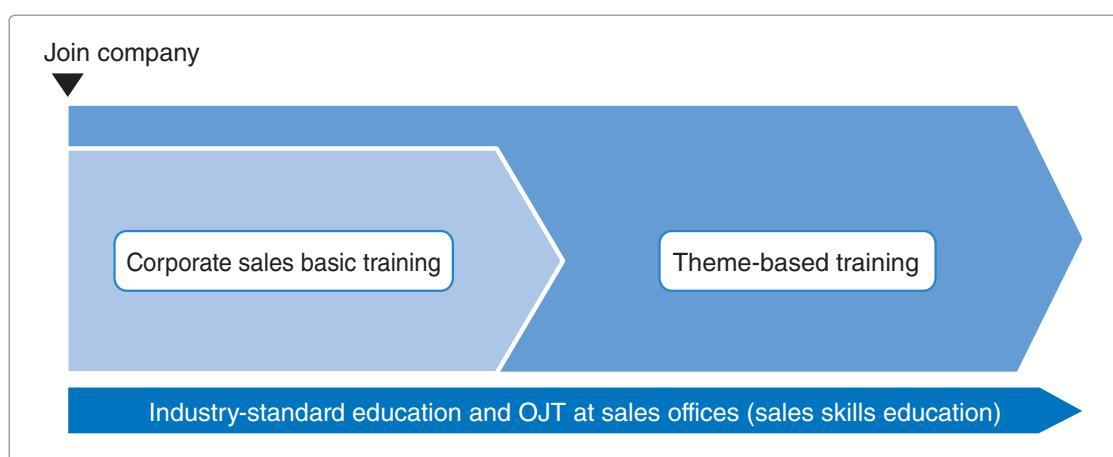 Join company
Corporate sales basic training
Theme-based training
Industry-standard education and OJT at sales offices (sales skills education)